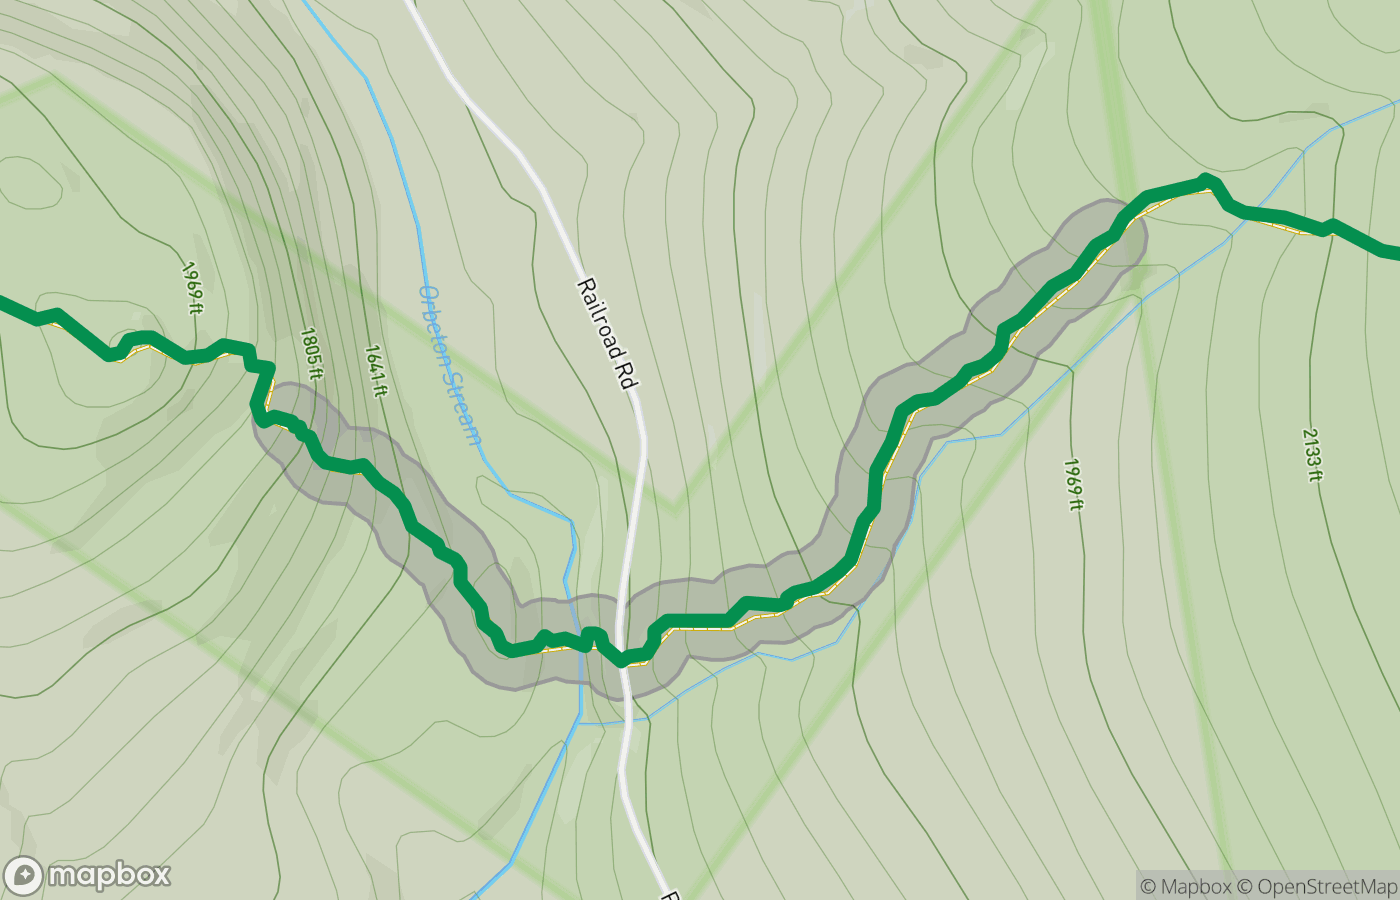 Railroad Rd
Orbeton Stream
1969 ft
1805 ft
1641 ft
2133 ft
1969 ft
mapbox
© Mapbox © OpenStreetMap